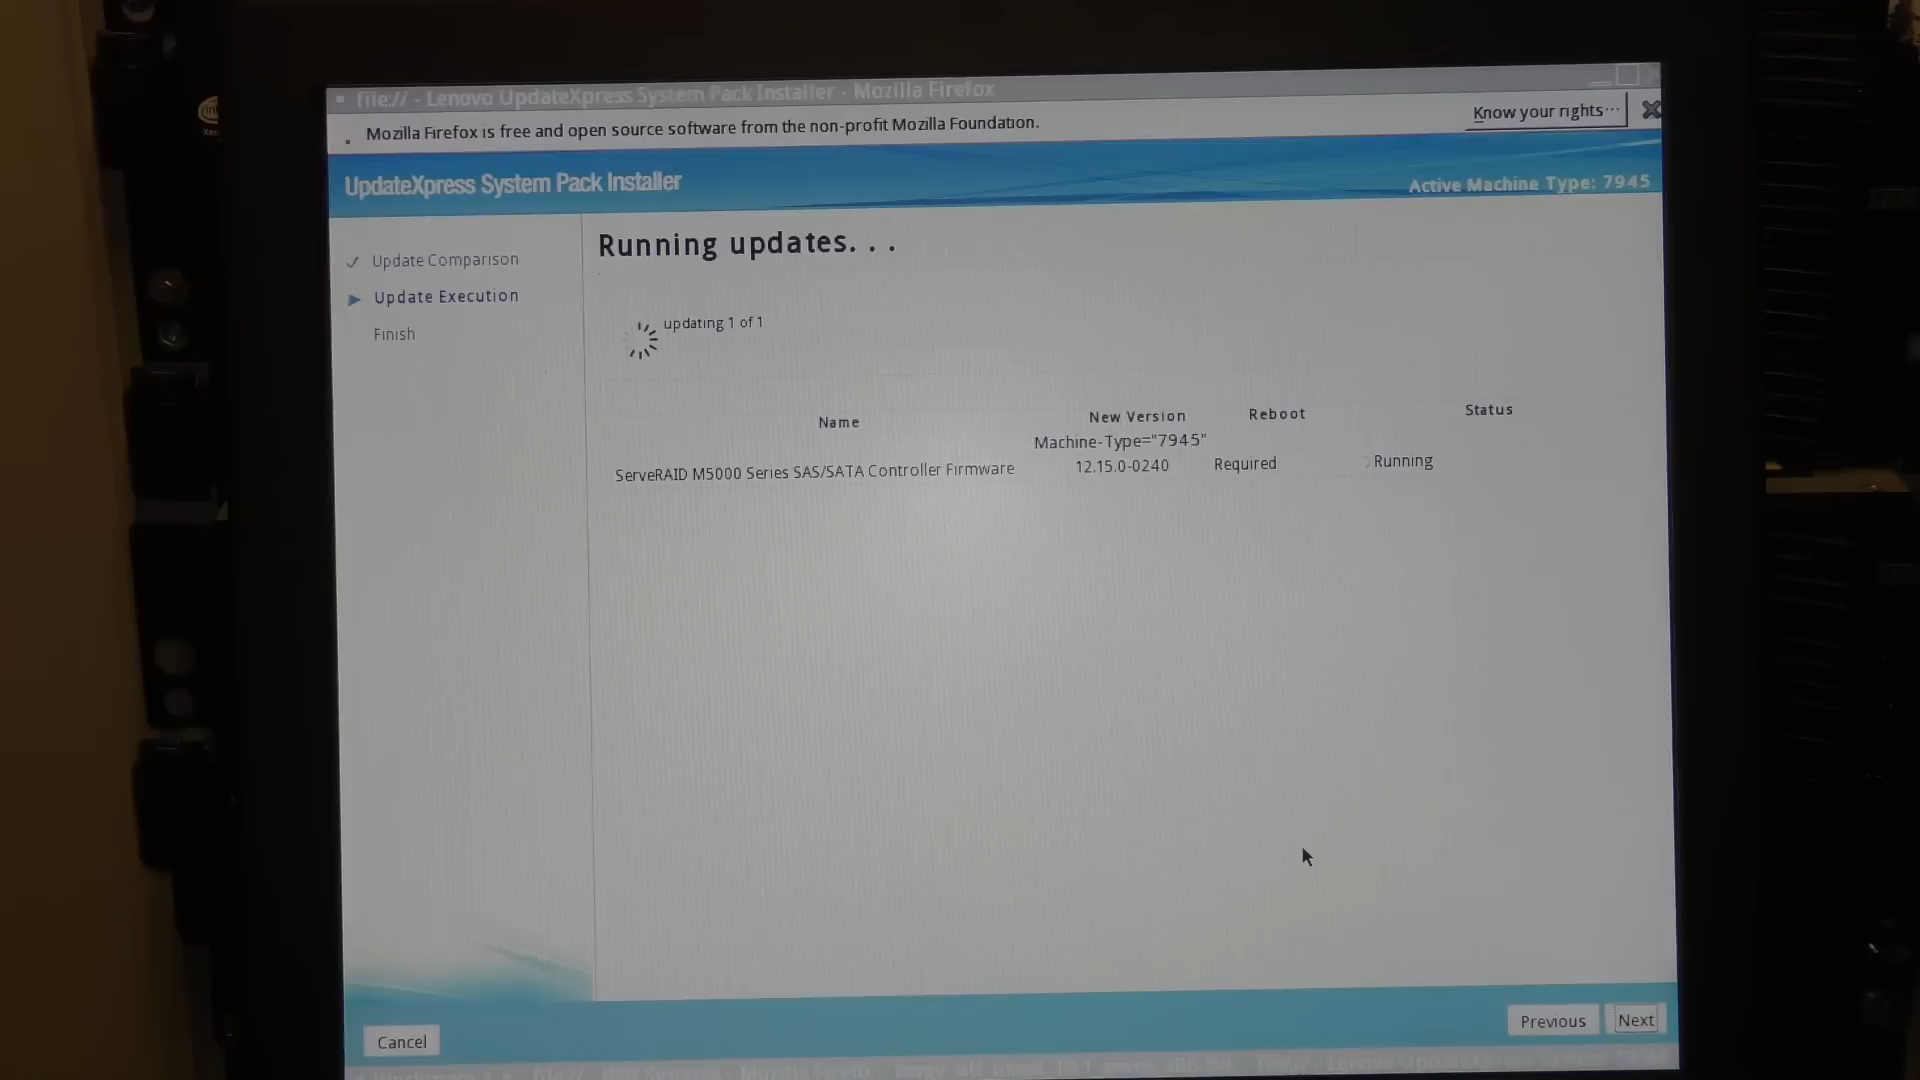 file:// - Lenovo UpdateXpress System Pack Installer - Mozilla Firefox
Mozilla Firefox is free and open source software from the non-profit Mozilla Foundation.
Know your rights...
UpdateXpress System Pack Installer
Active Machine Type: 7945
Update Comparison
Update Execution
Finish
Running updates. . .
updating 1 of 1
Name New Version Reboot Status
Machine-Type="7945"
ServeRAID M5000 Series SAS/SATA Controller Firmware 12.15.0-0240 Required Running
Cancel
Previous
Next